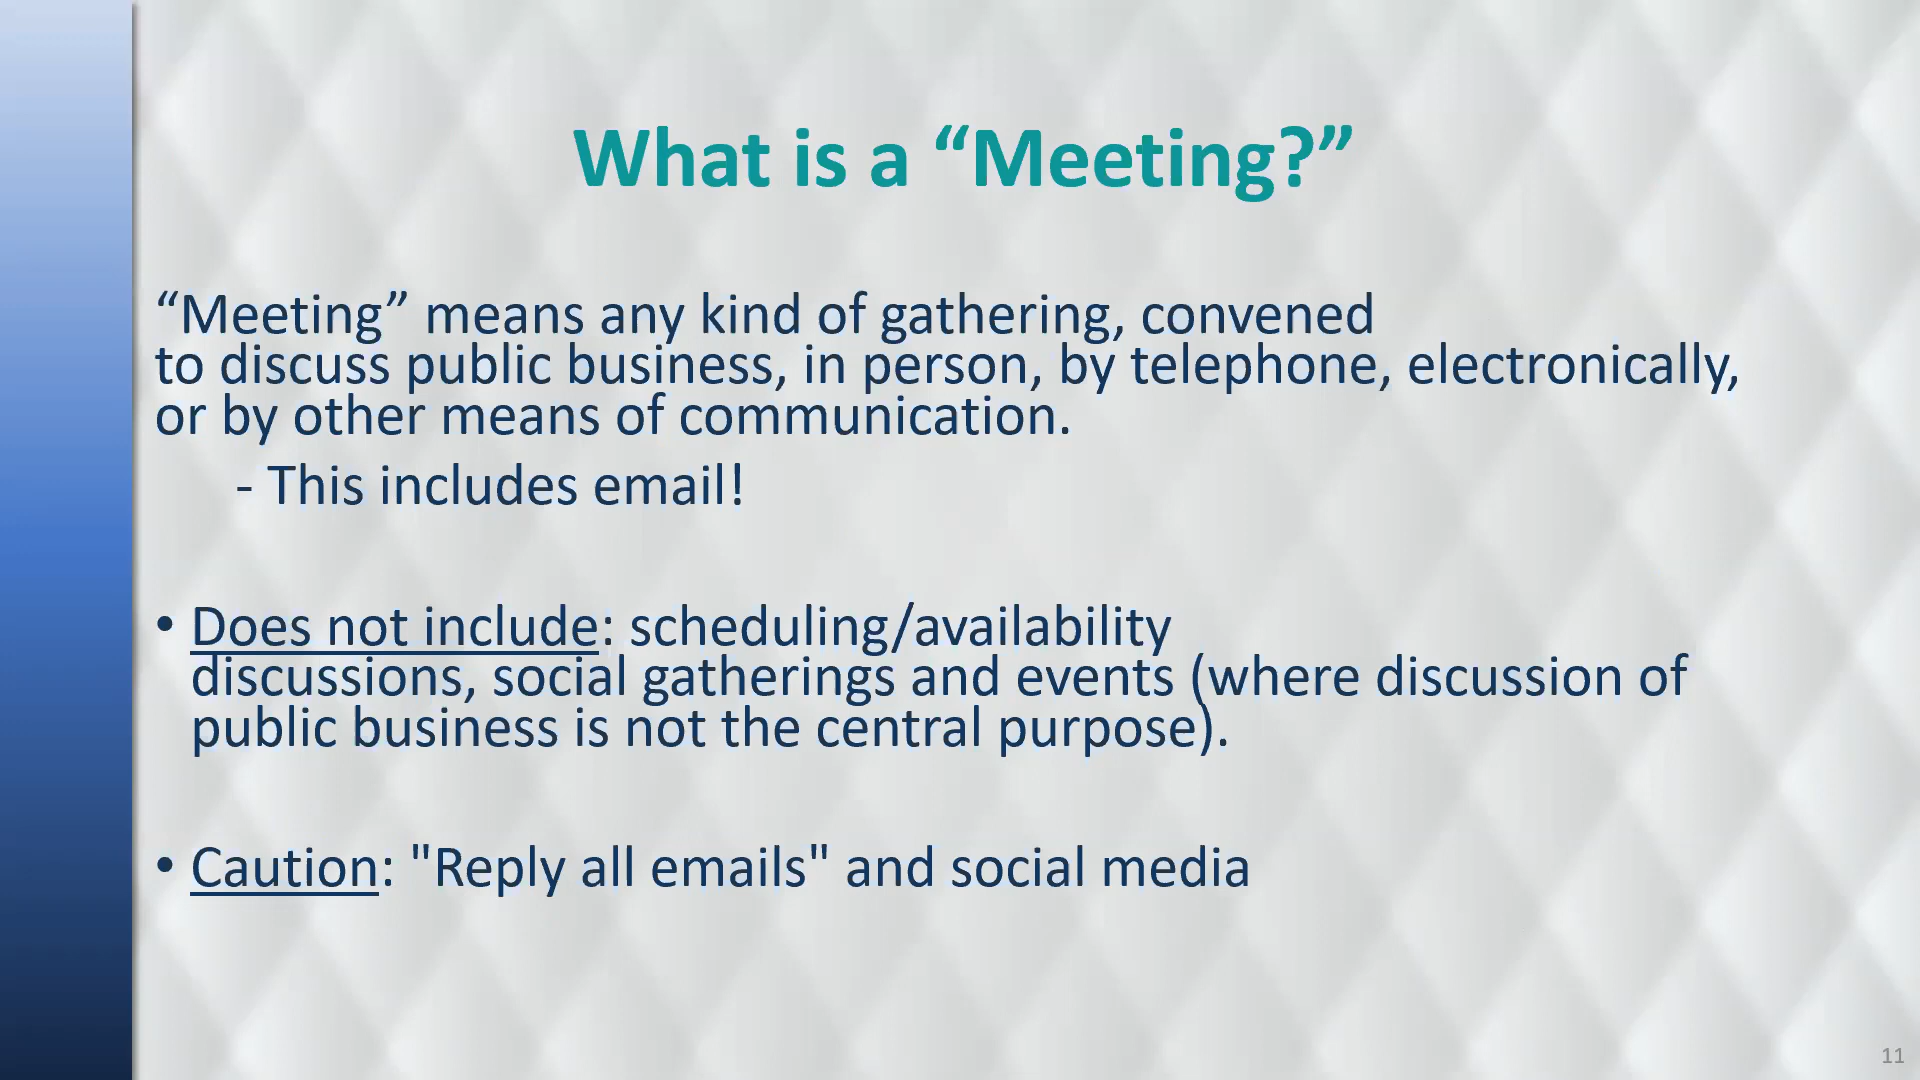 What is a “Meeting?”
“Meeting” means any kind of gathering, convened
to discuss public business, in person, by telephone, electronically,
or by other means of communication.
- This includes email!
• Does not include: scheduling/availability
discussions, social gatherings and events (where discussion of
public business is not the central purpose).
• Caution: "Reply all emails" and social media
11